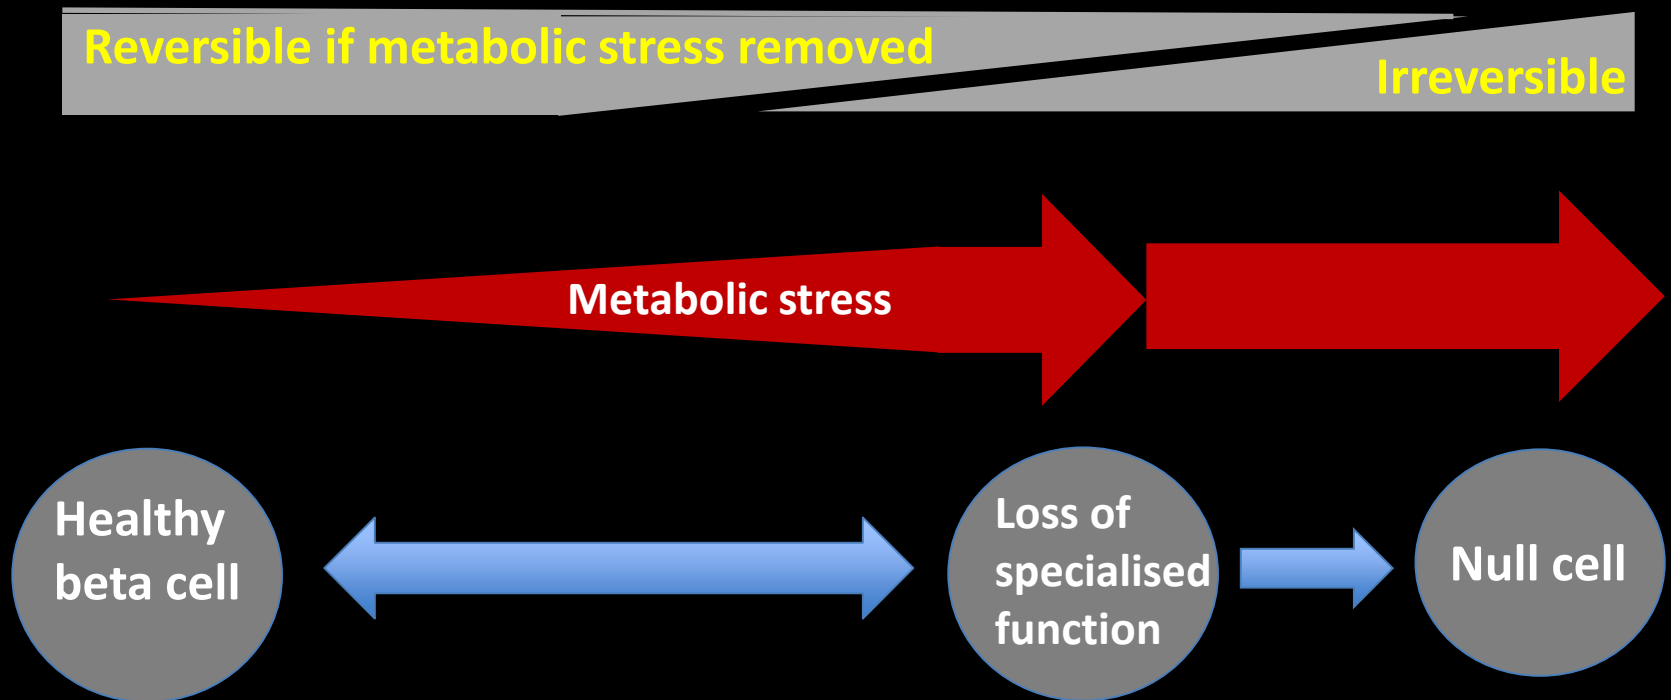 Reversible if metabolic stress removed
Irreversible
Metabolic stress
Healthy
beta cell
Loss of
specialised
function
Null cell